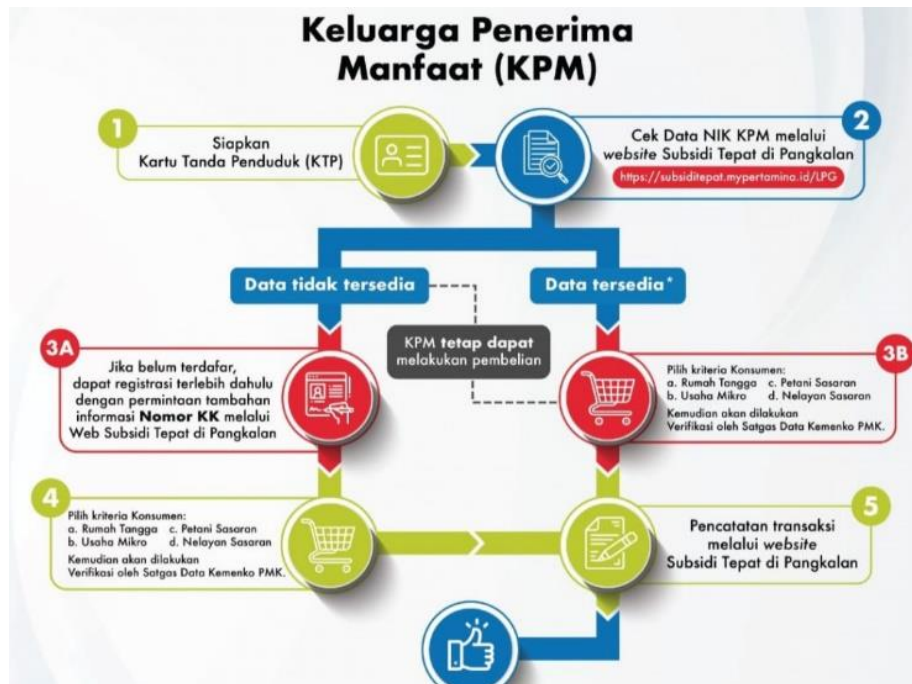 Keluarga Penerima
Manfaat (KPM)
1
Siapkan
Kartu Tanda Penduduk (KTP)
2
Cek Data NIK KPM melalui
website Subsidi Tepat di Pangkalan
https://subsiditepat.mypertamina.id/LPG
Data tidak tersedia
Data tersedia*
KPM tetap dapat
melakukan pembelian
3A
Jika belum terdafar,
dapat registrasi terlebih dahulu
dengan permintaan tambahan
informasi Nomor KK melalui
Web Subsidi Tepat di Pangkalan
3B
Pilih kriteria Konsumen:
a. Rumah Tangga c. Petani Sasaran
b. Usaha Mikro d. Nelayan Sasaran
Kemudian akan dilakukan
Verifikasi oleh Satgas Data Kemenko PMK.
4
Pilih kriteria Konsumen:
a. Rumah Tangga c. Petani Sasaran
b. Usaha Mikro d. Nelayan Sasaran
Kemudian akan dilakukan
Verifikasi oleh Satgas Data Kemenko PMK.
5
Pencatatan transaksi
melalui website
Subsidi Tepat di Pangkalan